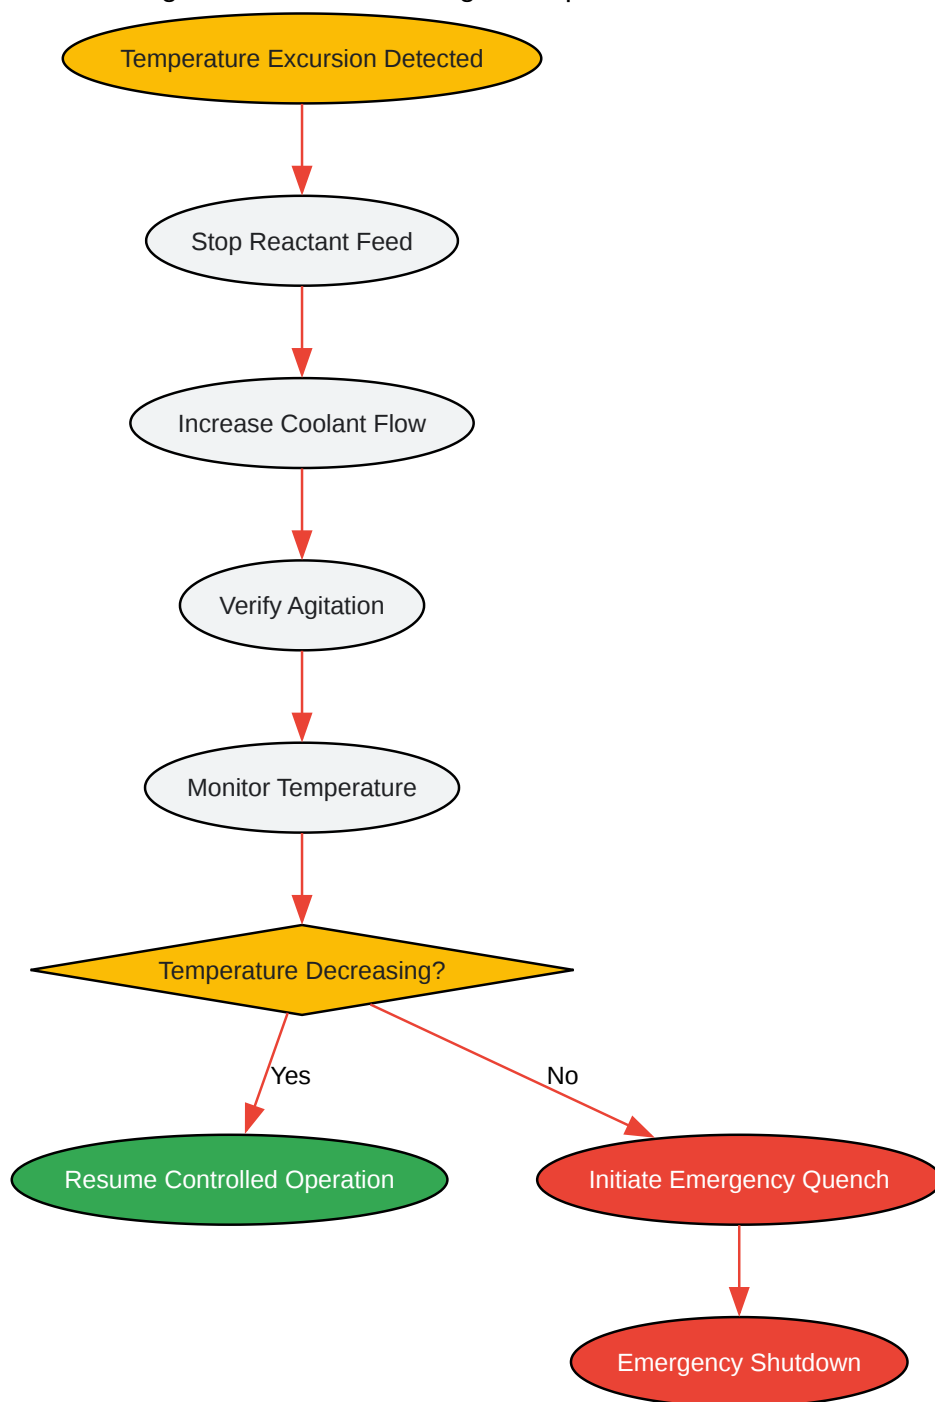 Temperature Excursion Detected
Stop Reactant Feed
Increase Coolant Flow
Verify Agitation
Monitor Temperature
Temperature Decreasing?
Yes
No
Resume Controlled Operation
Initiate Emergency Quench
Emergency Shutdown